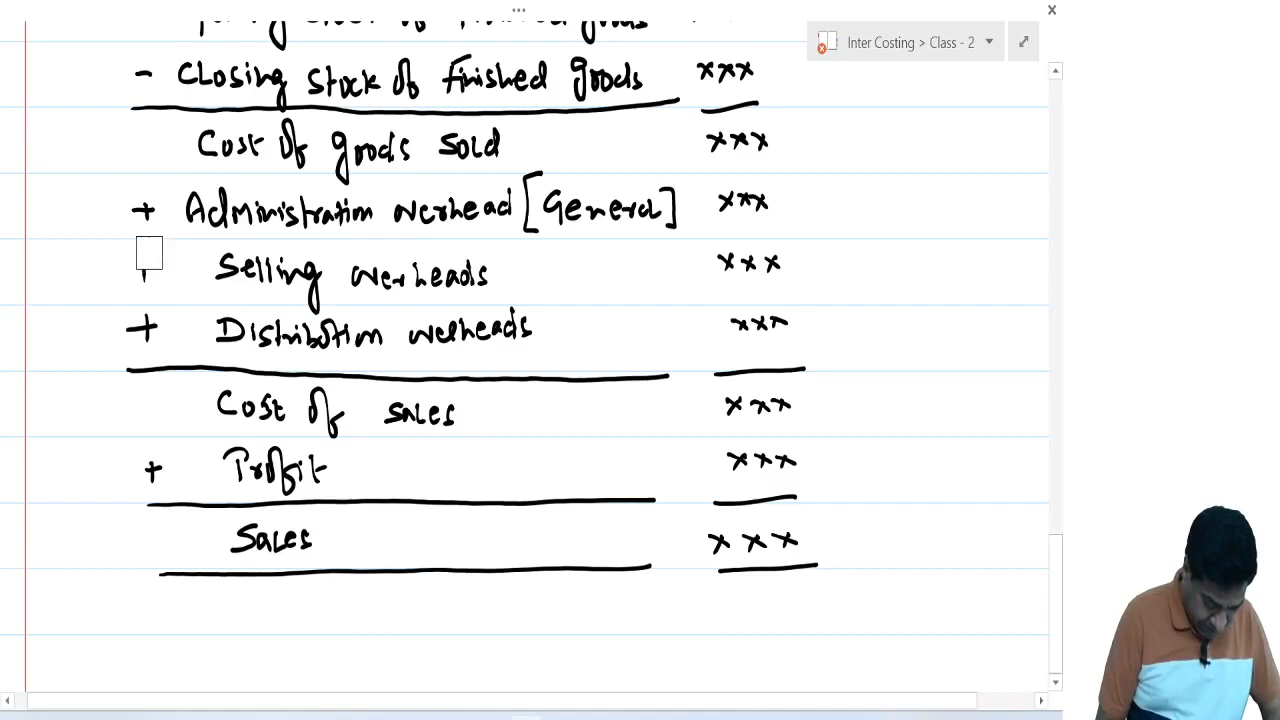 Inter Costing > Class - 2
- Closing Stock of Finished goods xxx
Cost of goods Sold xxx
+ Administration overhead [General] xxx
+ Selling overheads xxx
+ Distribution overheads xxx
Cost of sales xxx
+ Profit xxx
Sales xxx